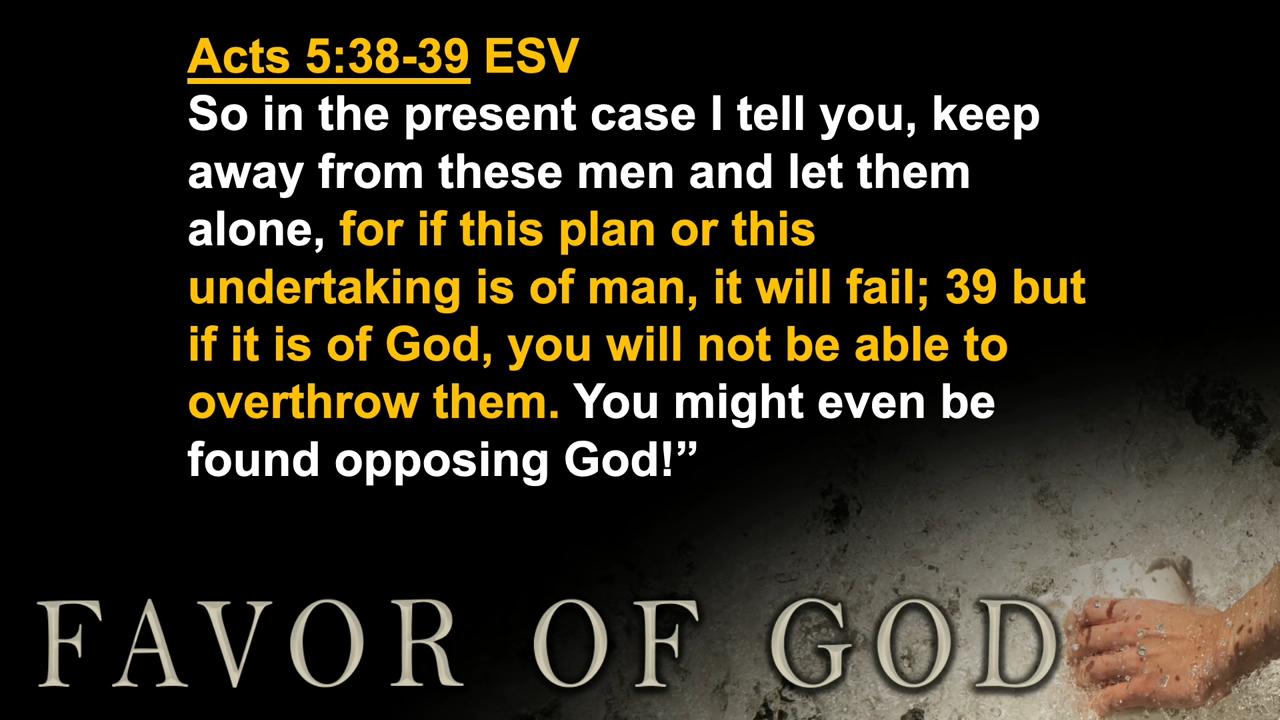 Acts 5:38-39 ESV
So in the present case I tell you, keep
away from these men and let them
alone, for if this plan or this
undertaking is of man, it will fail; 39 but
if it is of God, you will not be able to
overthrow them. You might even be
found opposing God!”
FAVOR OF GOD